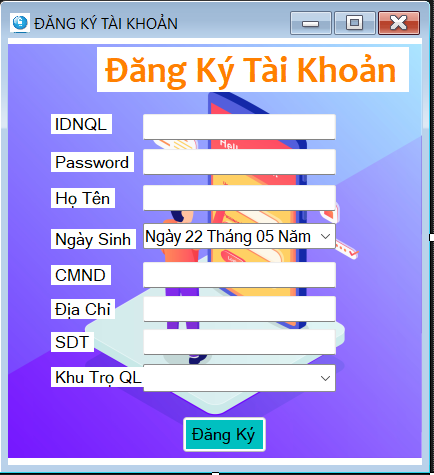 ĐĂNG KÝ TÀI KHOẢN
Đăng Ký Tài Khoản
IDNQL
Password
Họ Tên
Ngày Sinh
Ngày 22 Tháng 05 Năm
CMND
Địa Chỉ
SDT
Khu Trọ QL
Đăng Ký